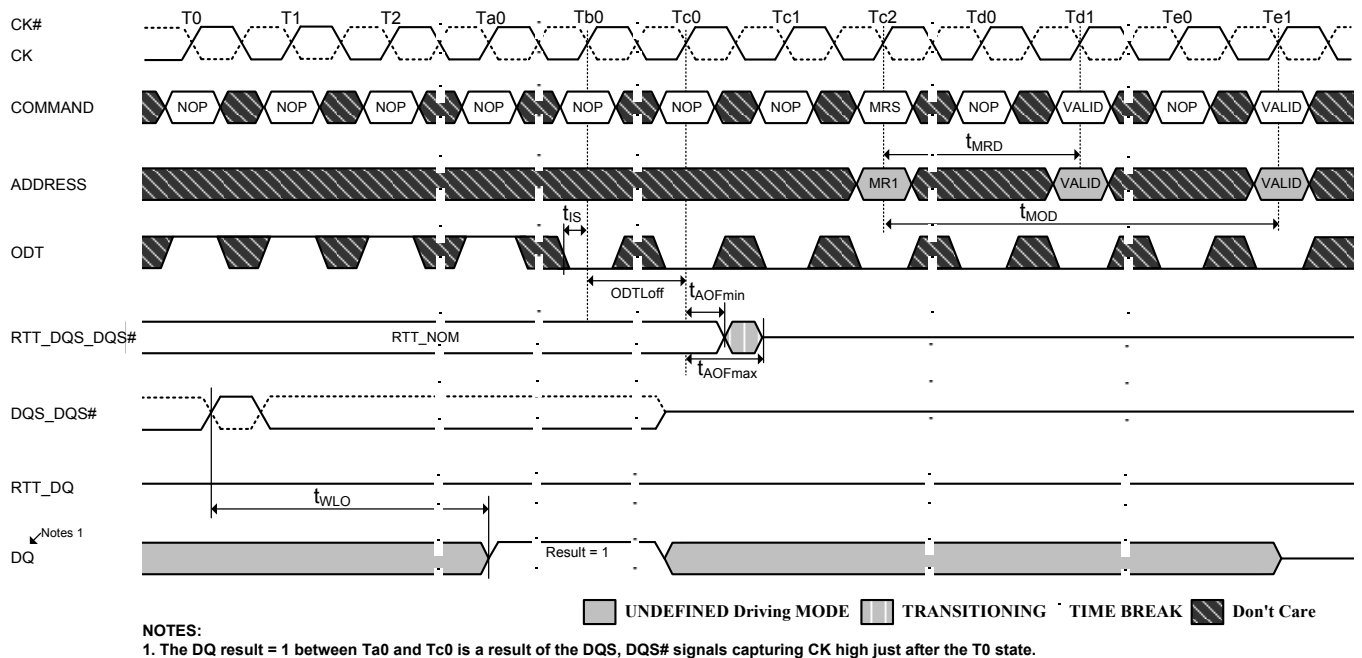 T0 T1 T2 Ta0 Tb0 Tc0 Tc1 Tc2 Td0 Td1 Te0 Te1
CK#
CK
COMMAND NOP NOP NOP NOP NOP NOP NOP MRS NOP VALID NOP VALID
tMRD
ADDRESS MR1 VALID VALID
tMOD
tIS
ODT
ODTLoff tAOFmin
RTT_DQS_DQS# RTT_NOM
tAOFmax
DQS_DQS#
RTT_DQ
tWLO
Notes 1
DQ Result = 1
UNDEFINED Driving MODE TRANSITIONING TIME BREAK Don't Care
NOTES:
1. The DQ result = 1 between Ta0 and Tc0 is a result of the DQS, DQS# signals capturing CK high just after the T0 state.